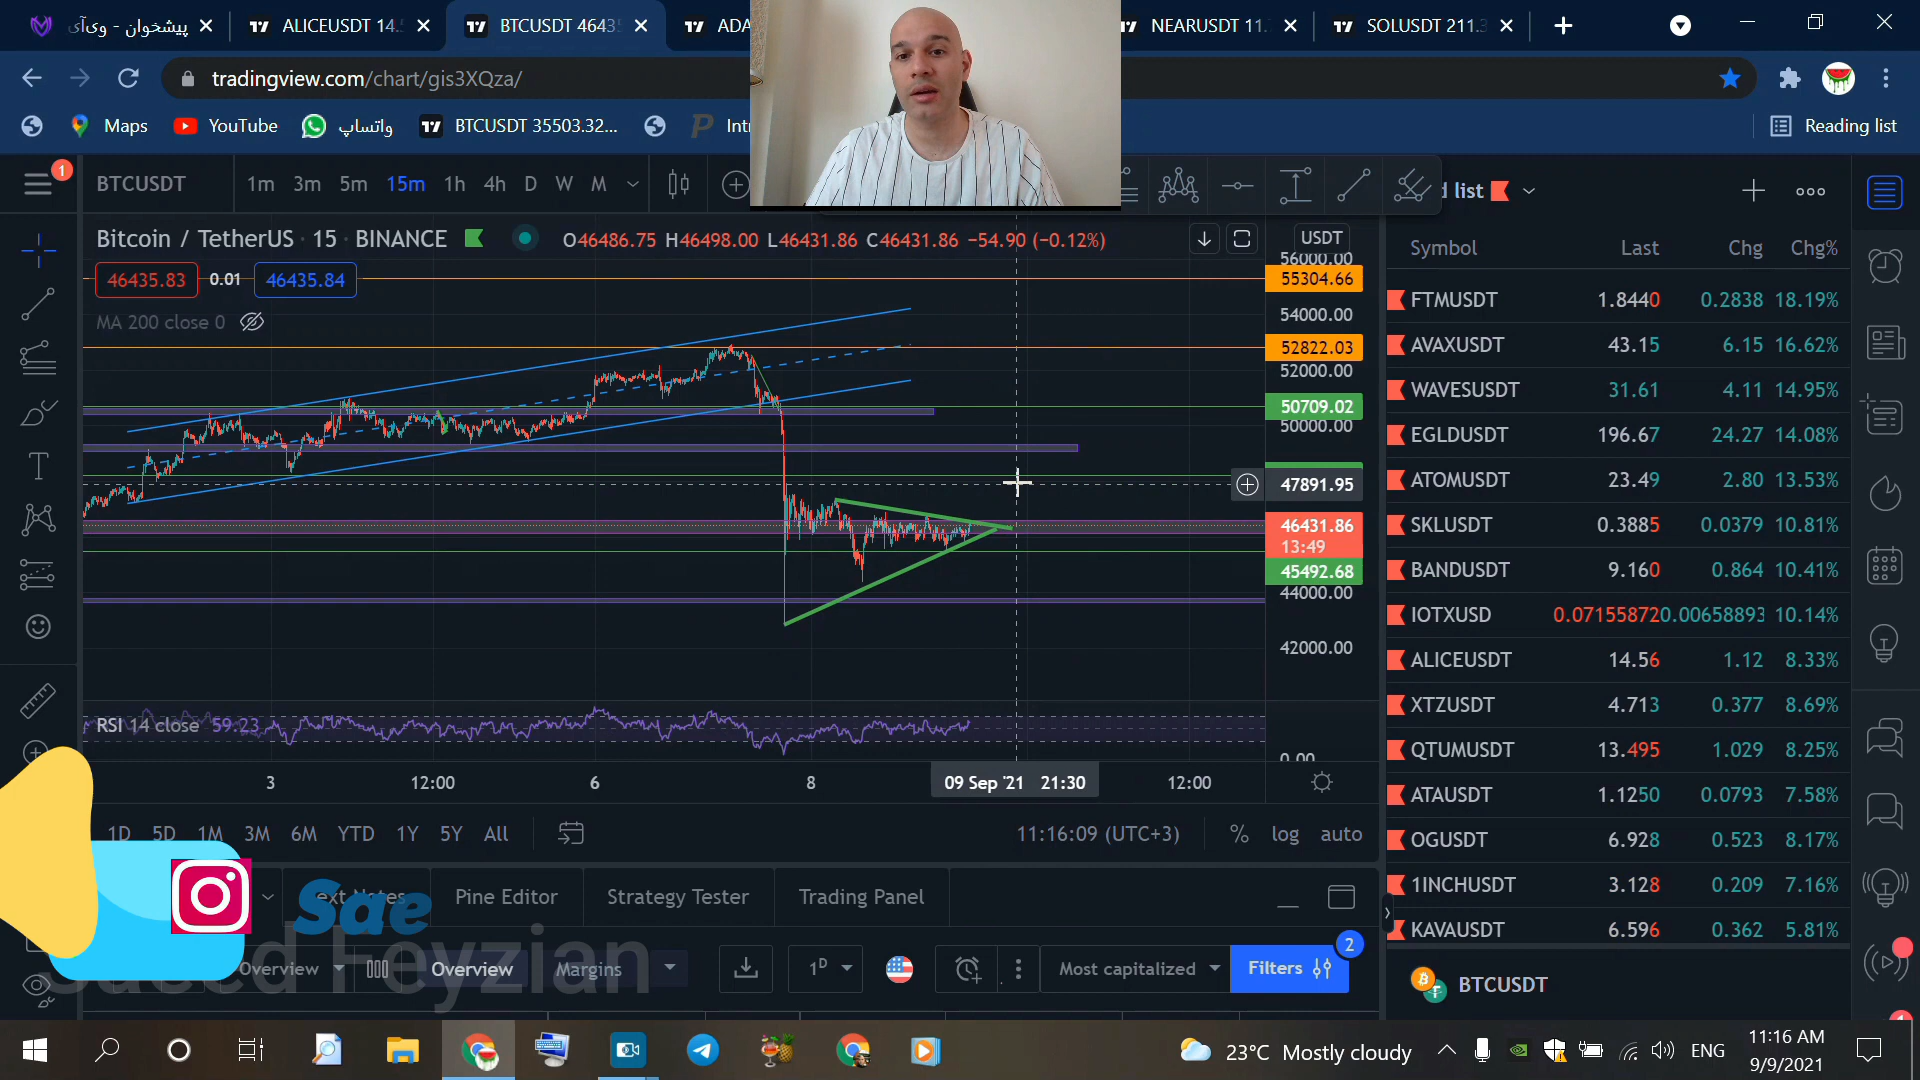 پیشخوان - وی‌آی
ALICEUSDT 14.
BTCUSDT 4643
ADA
NEARUSDT 11.
SOLUSDT 211.3
tradingview.com/chart/gis3XQza/
Maps
YouTube
واتساپ
BTCUSDT 35503.32...
Int
Reading list
1
BTCUSDT
1m 3m 5m 15m 1h 4h D W M
d list
Bitcoin / TetherUS · 15 · BINANCE
O46486.75 H46498.00 L46431.86 C46431.86 −54.90 (−0.12%)
USDT
46435.83 0.01 46435.84
MA 200 close 0
56000.00
55304.66
54000.00
52822.03
52000.00
50709.02
50000.00
47891.95
46431.86
13:49
45492.68
44000.00
42000.00
0.00
RSI 14 close 59.23
3 12:00 6 8 09 Sep '21 21:30 12:00
1D 5D 1M 3M 6M YTD 1Y 5Y All
11:16:09 (UTC+3) % log auto
Pine Editor Strategy Tester Trading Panel
Sae
Saeed Feyzian
Overview Overview Margins
1D
Most capitalized
Filters
2
Symbol Last Chg Chg%
FTMUSDT 1.8440 0.2838 18.19%
AVAXUSDT 43.15 6.15 16.62%
WAVESUSDT 31.61 4.11 14.95%
EGLDUSDT 196.67 24.27 14.08%
ATOMUSDT 23.49 2.80 13.53%
SKLUSDT 0.3885 0.0379 10.81%
BANDUSDT 9.160 0.864 10.41%
IOTXUSD 0.07155872 0.00658893 10.14%
ALICEUSDT 14.56 1.12 8.33%
XTZUSDT 4.713 0.377 8.69%
QTUMUSDT 13.495 1.029 8.25%
ATAUSDT 1.1250 0.0793 7.58%
OGUSDT 6.928 0.523 8.17%
1INCHUSDT 3.128 0.209 7.16%
KAVAUSDT 6.596 0.362 5.81%
BTCUSDT
23°C Mostly cloudy
ENG
11:16 AM
9/9/2021